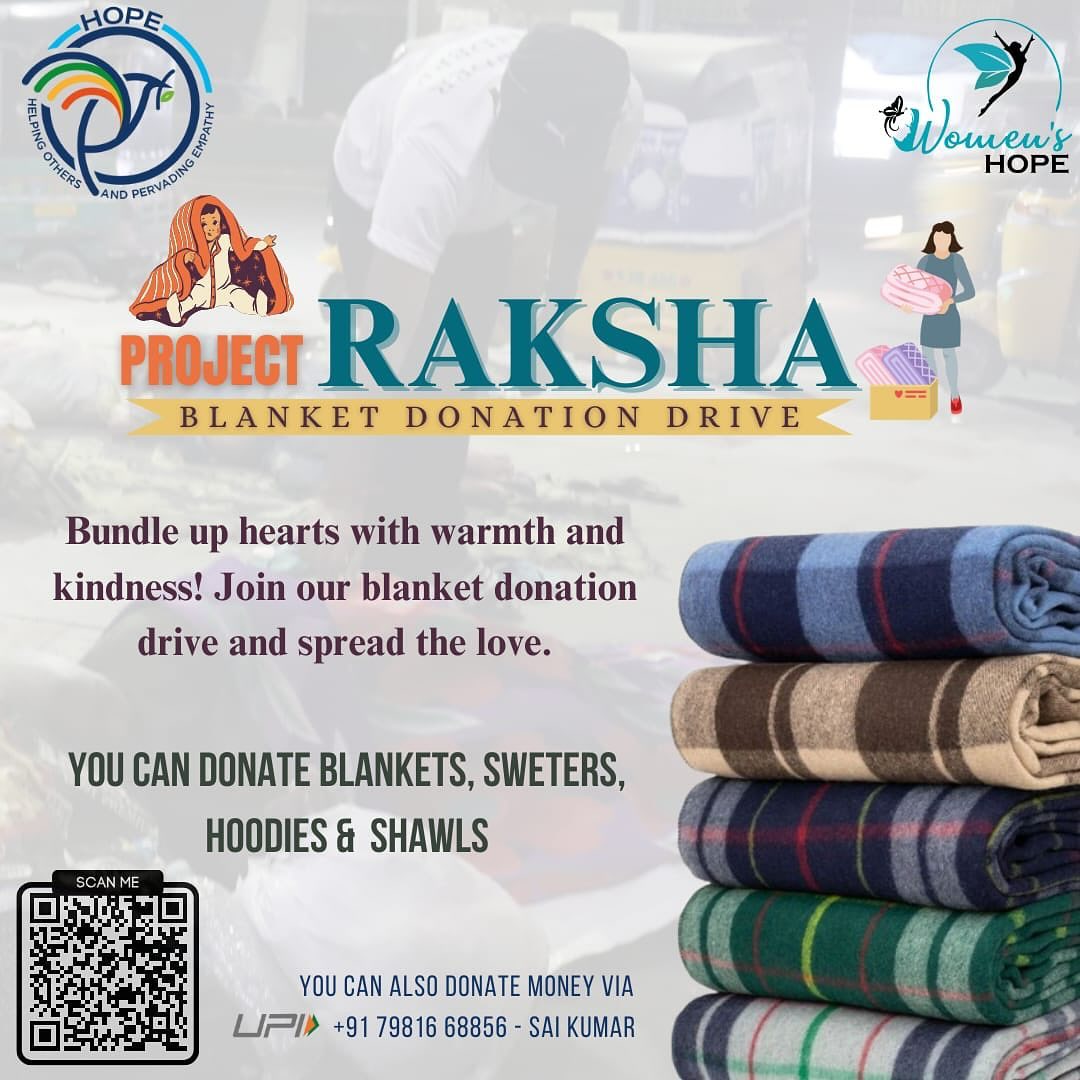 HOPE
HELPING OTHERS AND PERVADING EMPATHY
Women's
HOPE
PROJECT RAKSHA
BLANKET DONATION DRIVE
Bundle up hearts with warmth and
kindness! Join our blanket donation
drive and spread the love.
YOU CAN DONATE BLANKETS, SWETERS,
HOODIES & SHAWLS
SCAN ME
YOU CAN ALSO DONATE MONEY VIA
UPI +91 79816 68856 - SAI KUMAR